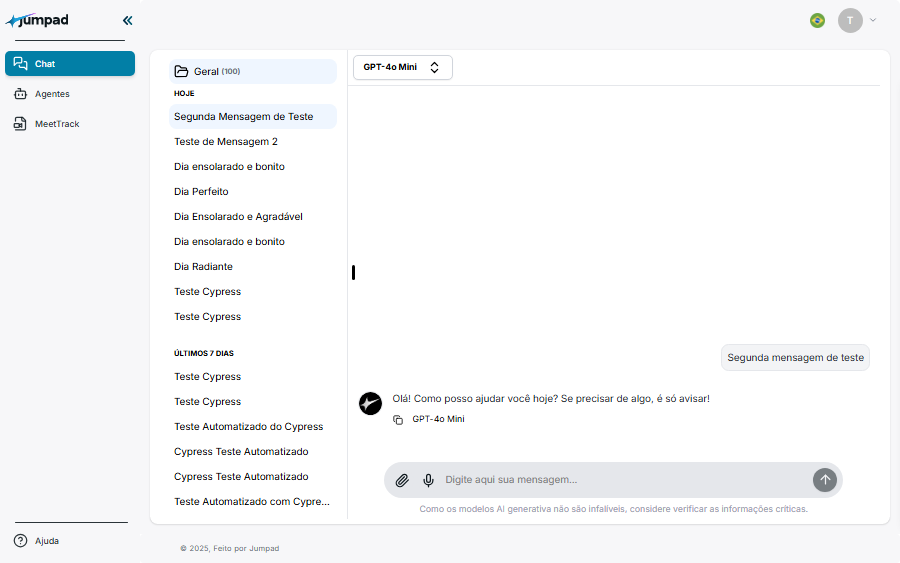 jumpad
Chat
Agentes
MeetTrack
Ajuda
T
Geral (100)
HOJE
Segunda Mensagem de Teste
Teste de Mensagem 2
Dia ensolarado e bonito
Dia Perfeito
Dia Ensolarado e Agradável
Dia ensolarado e bonito
Dia Radiante
Teste Cypress
Teste Cypress
ÚLTIMOS 7 DIAS
Teste Cypress
Teste Cypress
Teste Automatizado do Cypress
Cypress Teste Automatizado
Cypress Teste Automatizado
Teste Automatizado com Cypre...
GPT-4o Mini
Segunda mensagem de teste
Olá! Como posso ajudar você hoje? Se precisar de algo, é só avisar!
GPT-4o Mini
Digite aqui sua mensagem...
Como os modelos AI generativa não são infalíveis, considere verificar as informações críticas.
© 2025, Feito por Jumpad